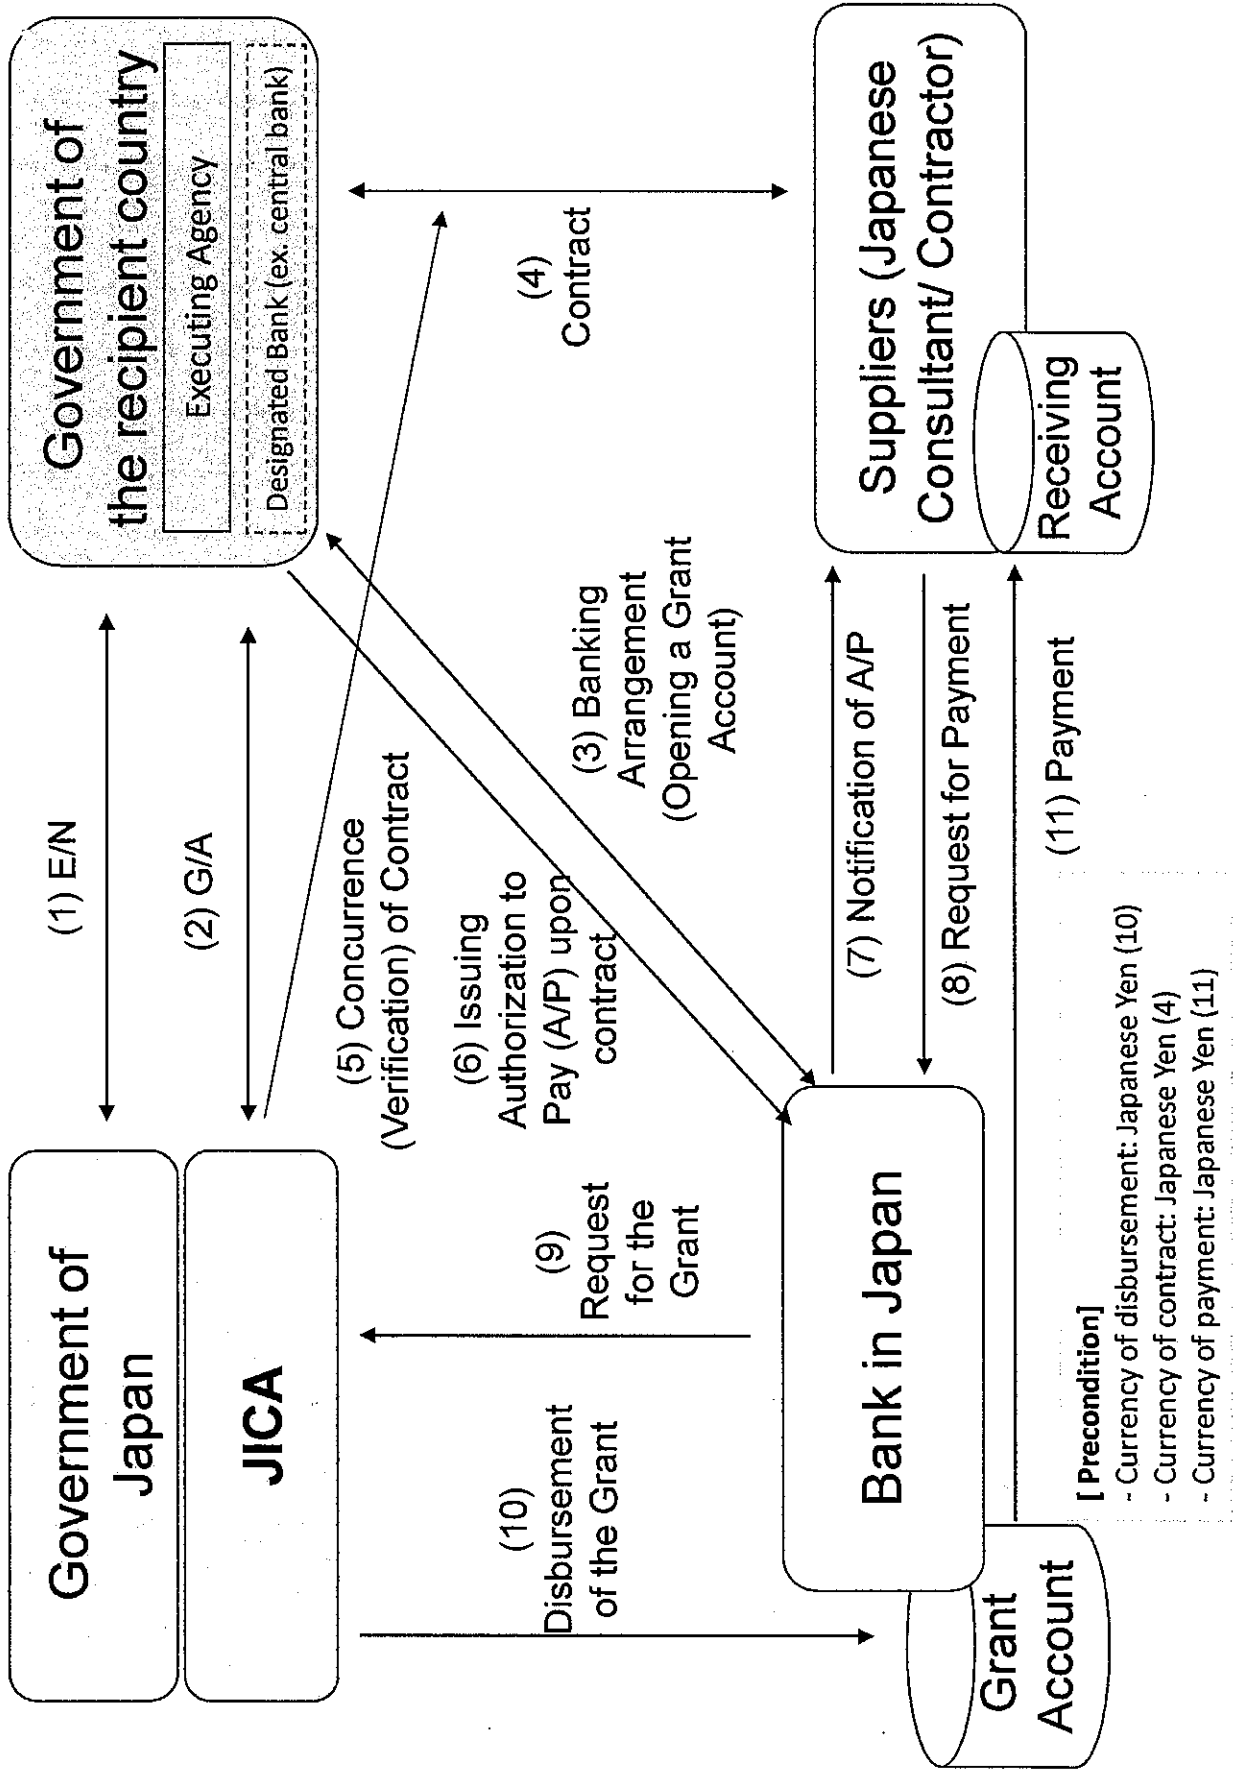 Government of
Japan
JICA
Government of
the recipient country
Executing Agency
Designated Bank (ex. central bank)
(1) E/N
(2) G/A
(5) Concurrence
(Verification) of Contract
(6) Issuing
Authorization to
Pay (A/P) upon
contract
(3) Banking
Arrangement
(Opening a Grant
Account)
(4)
Contract
(10)
Disbursement
of the Grant
(9)
Request
for the
Grant
Bank in Japan
Grant
Account
(7) Notification of A/P
(8) Request for Payment
(11) Payment
Suppliers (Japanese
Consultant/ Contractor)
Receiving
Account
[ Precondition]
- Currency of disbursement: Japanese Yen (10)
- Currency of contract: Japanese Yen (4)
- Currency of payment: Japanese Yen (11)